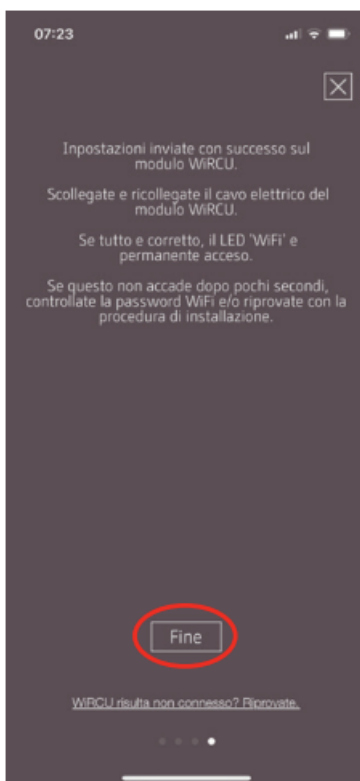 07:23
Inpostazioni inviate con successo sul
modulo WiRCU.
Scollegate e ricollegate il cavo elettrico del
modulo WiRCU.
Se tutto e corretto, il LED 'WiFi' e
permanente acceso.
Se questo non accade dopo pochi secondi,
controllate la password WiFi e/o riprovate con la
procedura di installazione.
Fine
WiRCU risulta non connesso? Riprovate.